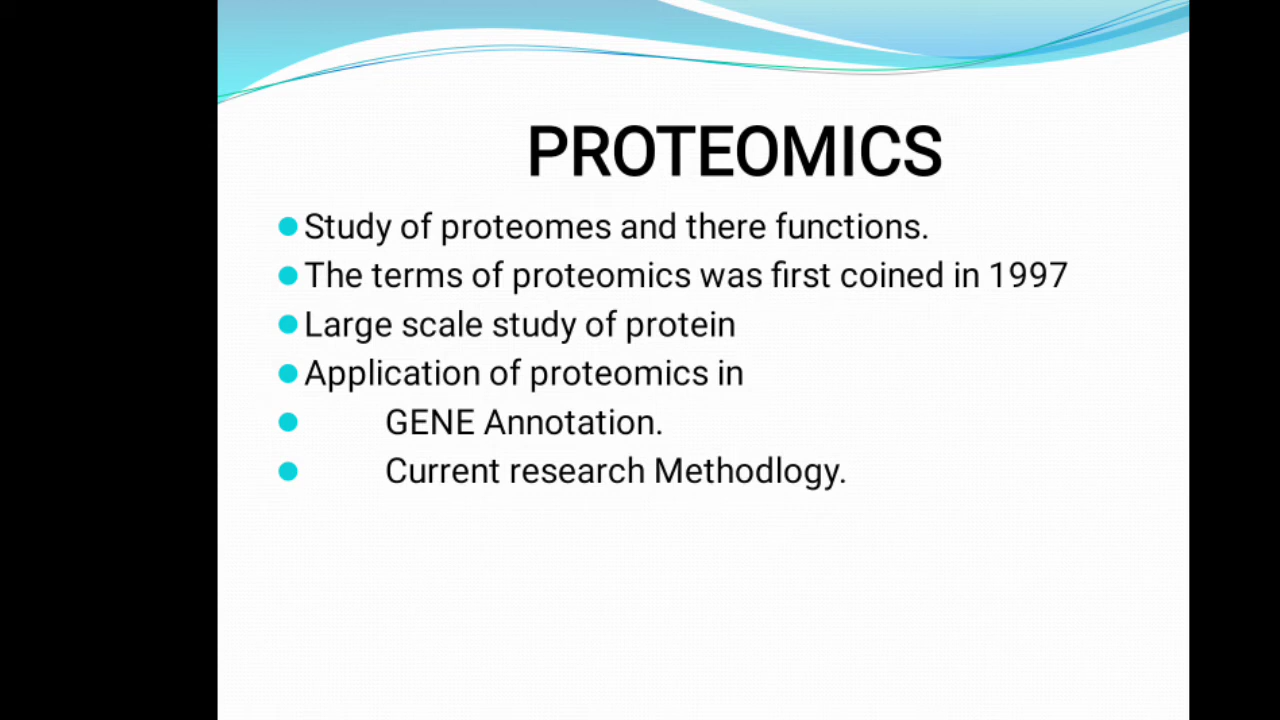 PROTEOMICS
Study of proteomes and there functions.
The terms of proteomics was first coined in 1997
Large scale study of protein
Application of proteomics in
GENE Annotation.
Current research Methodlogy.